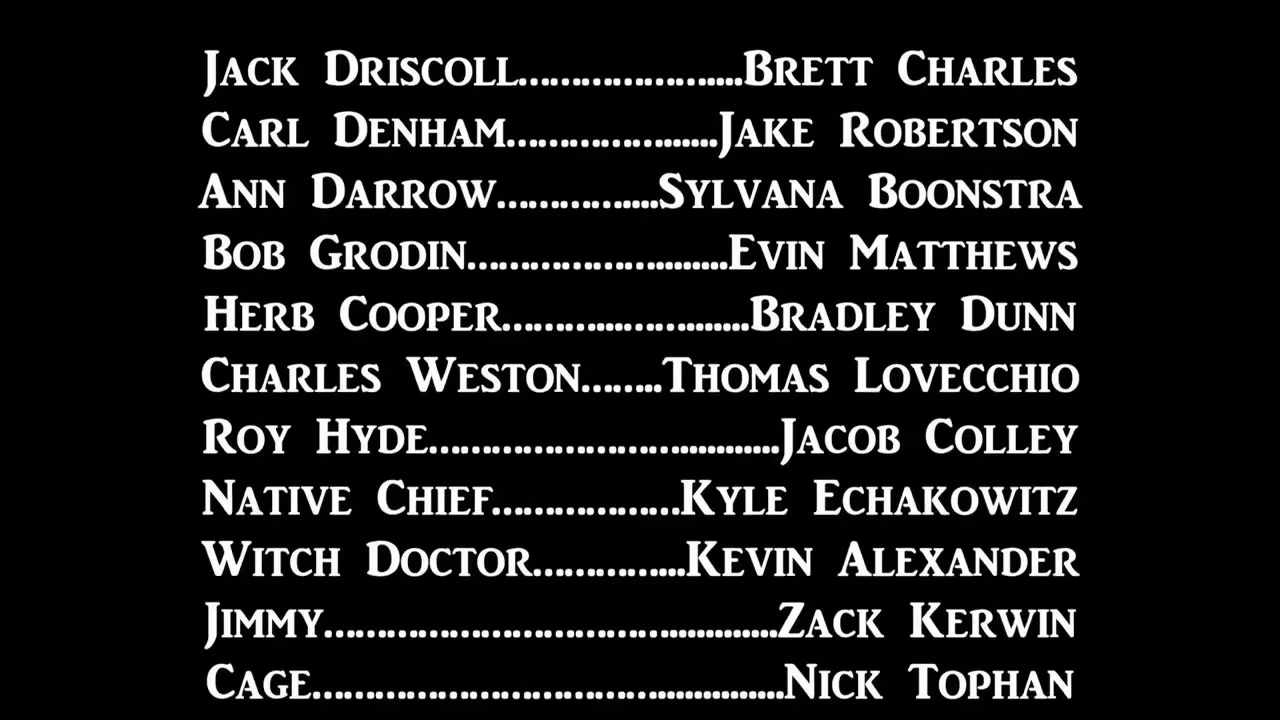 Jack Driscoll........................Brett Charles
Carl Denham.......................Jake Robertson
Ann Darrow..................Sylvana Boonstra
Bob Grodin............................Evin Matthews
Herb Cooper...........................Bradley Dunn
Charles Weston.........Thomas Lovecchio
Roy Hyde......................................Jacob Colley
Native Chief....................Kyle Echakowitz
Witch Doctor.................Kevin Alexander
Jimmy.................................................Zack Kerwin
Cage...................................................Nick Tophan